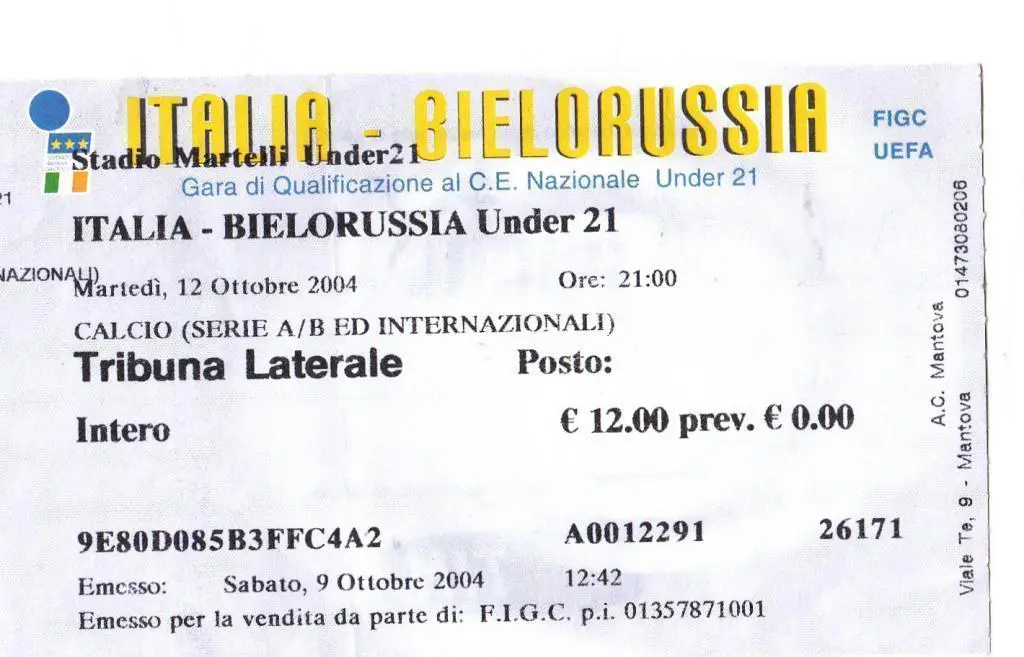 ITALIA - BIELORUSSIA
FIGC
UEFA
Stadio Martelli Under21
Gara di Qualificazione al C.E. Nazionale Under 21
21
ITALIA - BIELORUSSIA Under 21
NAZIONALI)
Martedì, 12 Ottobre 2004 Ore: 21:00
CALCIO (SERIE A/B ED INTERNAZIONALI)
Tribuna Laterale Posto:
Intero € 12.00 prev. € 0.00
9E80D085B3FFC4A2 A0012291 26171
Emesso: Sabato, 9 Ottobre 2004 12:42
Emesso per la vendita da parte di: F.I.G.C. p.i. 01357871001
A.C. Mantova
Viale Te, 9 - Mantova 01473080206